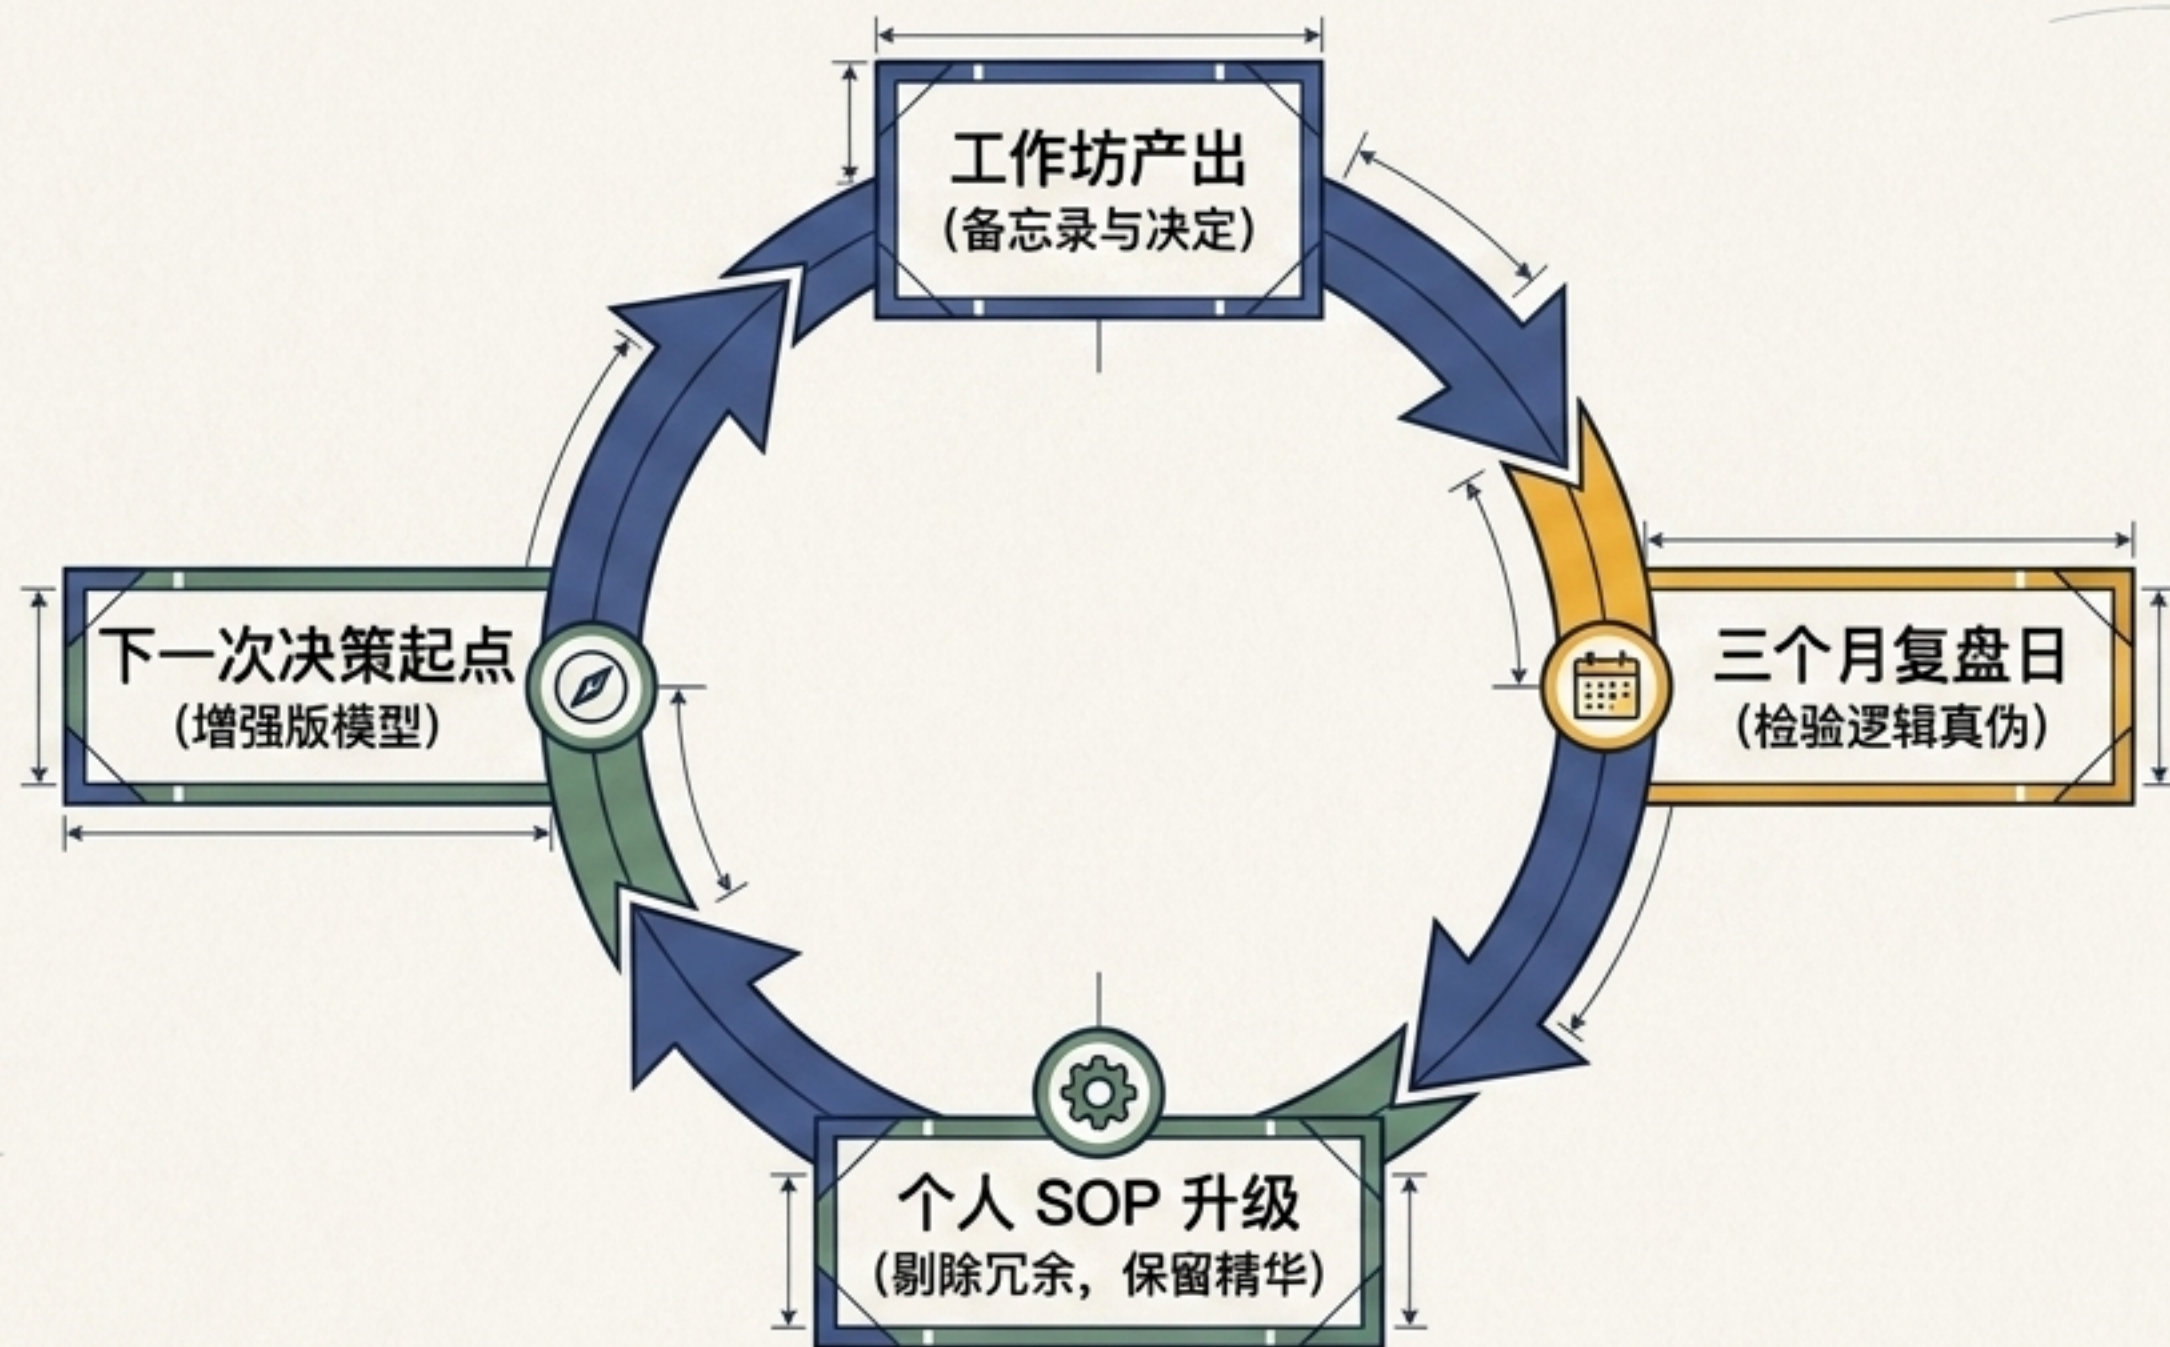 工作坊产出
(备忘录与决定)
下一次决策起点
(增强版模型)
三个月复盘日
(检验逻辑真伪)
个人 SOP 升级
(剔除冗余，保留精华)